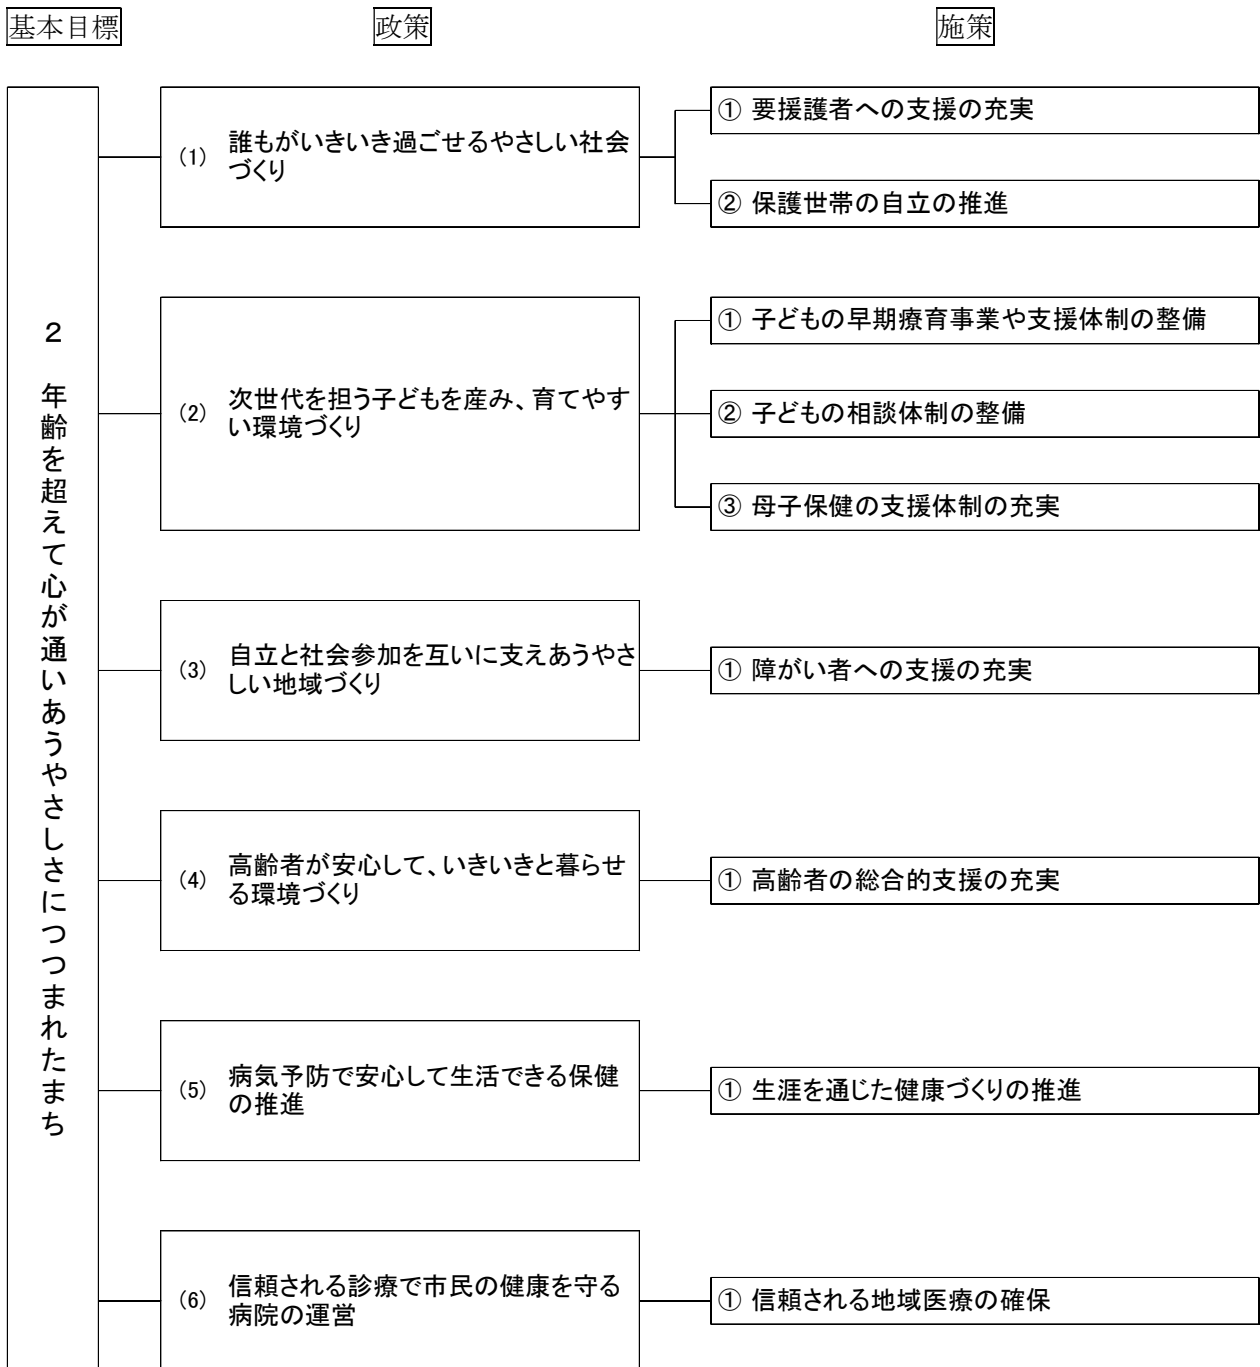 基本目標
政策
施策
2 年齢を超えて心が通いあうやさしさにつつまれたまち
(1) 誰もがいきいき過ごせるやさしい社会
づくり
① 要援護者への支援の充実
② 保護世帯の自立の推進
(2) 次世代を担う子どもを産み、育てやす
い環境づくり
① 子どもの早期療育事業や支援体制の整備
② 子どもの相談体制の整備
③ 母子保健の支援体制の充実
(3) 自立と社会参加を互いに支えあうやさ
しい地域づくり
① 障がい者への支援の充実
(4) 高齢者が安心して、いきいきと暮らせ
る環境づくり
① 高齢者の総合的支援の充実
(5) 病気予防で安心して生活できる保健
の推進
① 生涯を通じた健康づくりの推進
(6) 信頼される診療で市民の健康を守る
病院の運営
① 信頼される地域医療の確保